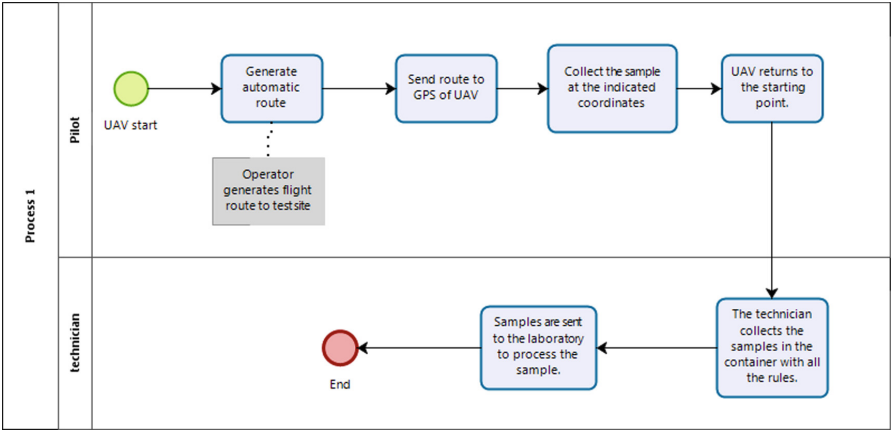 Process 1
Pilot
UAV start
Generate
automatic
route
Operator
generates flight
route to testsite
Send route to
GPS of UAV
Collect the sample
at the indicated
coordinates
UAV returns to
the starting
point.
technician
The technician
collects the
samples in the
container with all
the rules.
Samples are sent
to the laboratory
to process the
sample.
End